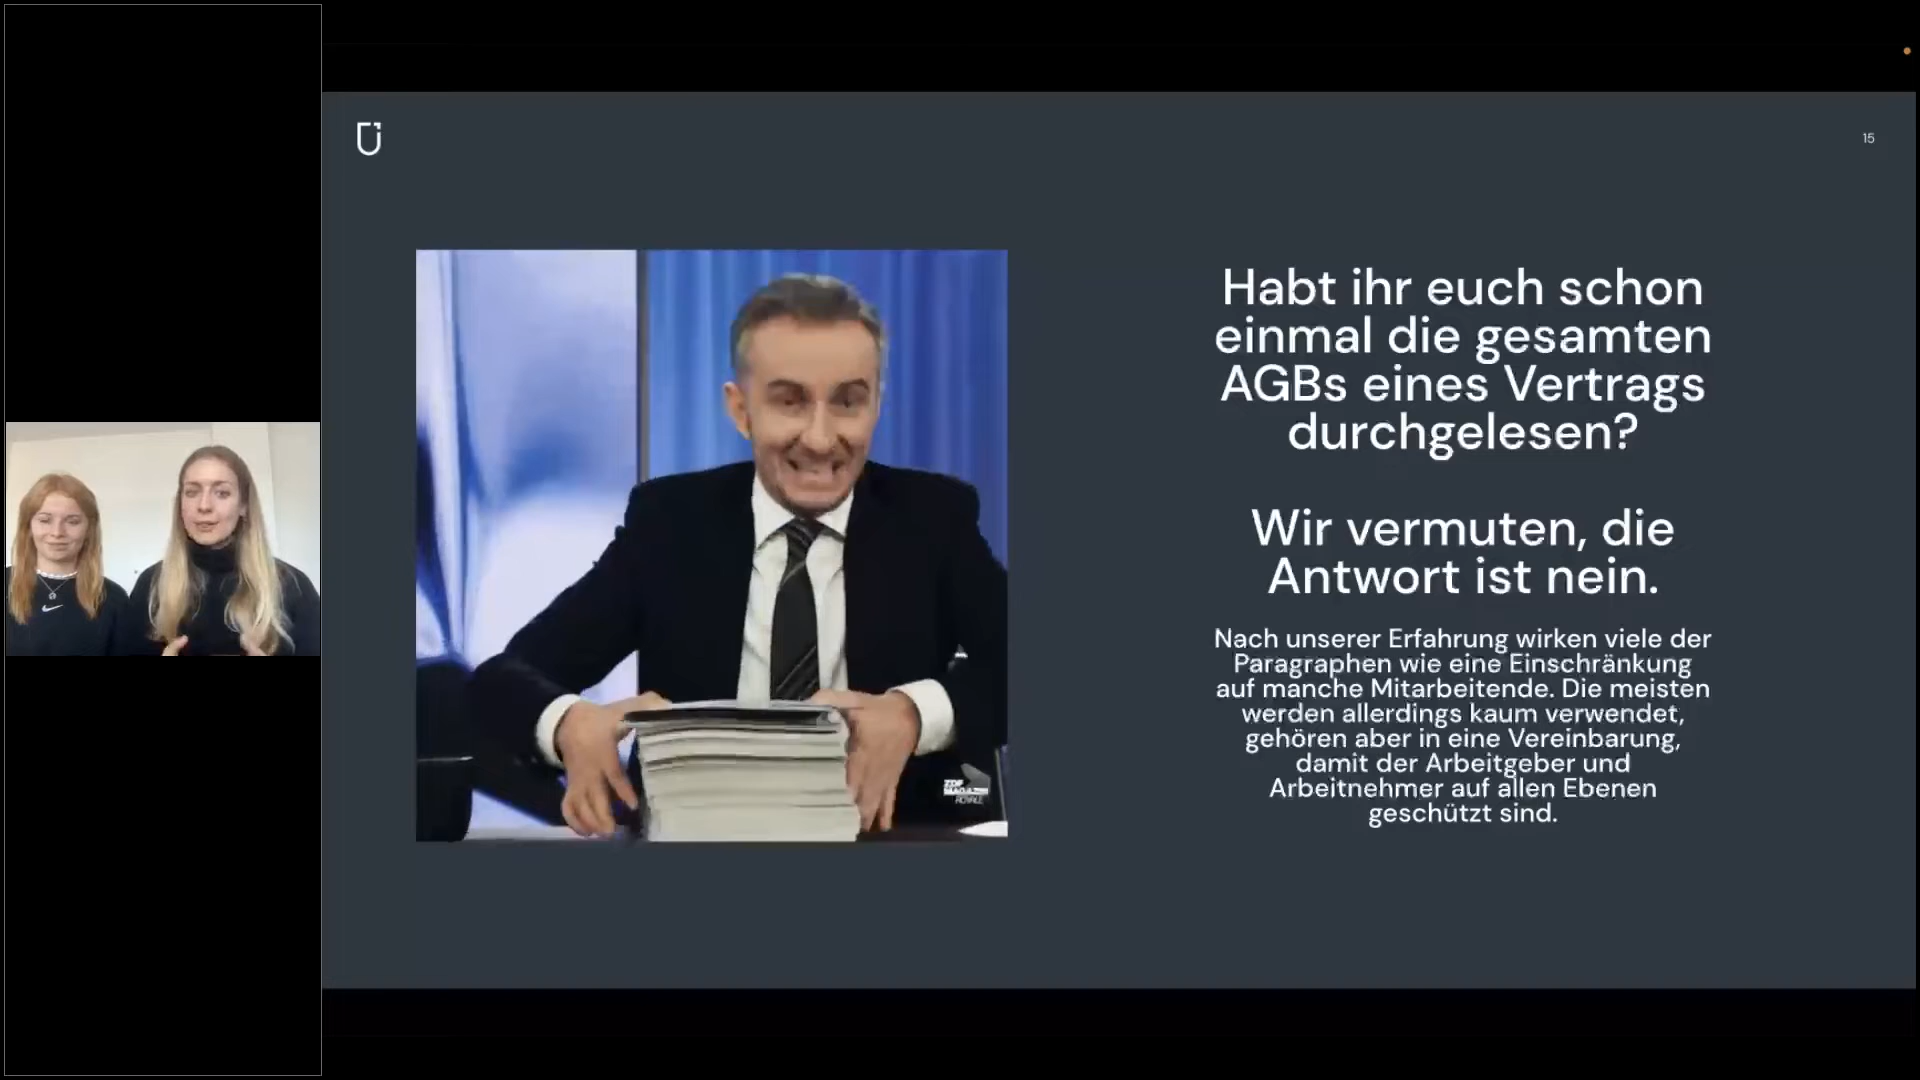 15
Habt ihr euch schon
einmal die gesamten
AGBs eines Vertrags
durchgelesen?
Wir vermuten, die
Antwort ist nein.
Nach unserer Erfahrung wirken viele der
Paragraphen wie eine Einschränkung
auf manche Mitarbeitende. Die meisten
werden allerdings kaum verwendet,
gehören aber in eine Vereinbarung,
damit der Arbeitgeber und
Arbeitnehmer auf allen Ebenen
geschützt sind.
ZDF
MAGAZIN
ROYALE